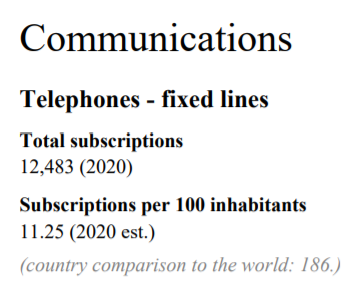 Communications
Telephones - fixed lines
Total subscriptions
12,483 (2020)
Subscriptions per 100 inhabitants
11.25 (2020 est.)
(country comparison to the world: 186.)